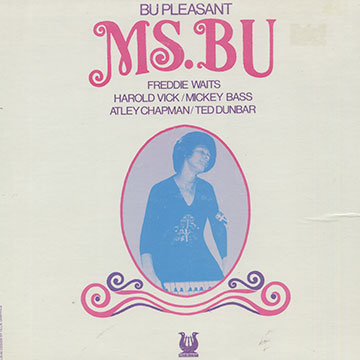 BU PLEASANT
MS.BU
FREDDIE WAITS
HAROLD VICK/MICKEY BASS
ATLEY CHAPMAN/TED DUNBAR